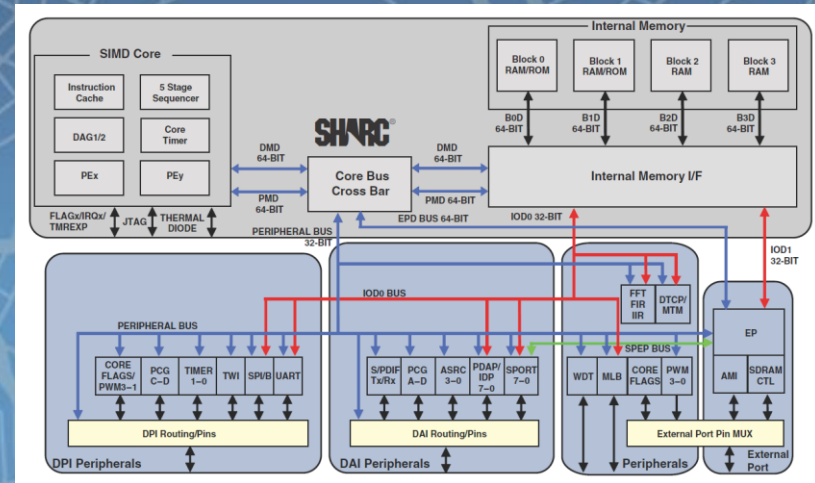 SIMD Core
Instruction
Cache
5 Stage
Sequencer
DAG1/2
Core
Timer
PEx
PEy
FLAGx/IRQx/
TMREXP
JTAG
THERMAL
DIODE
SHARC®
DMD
64-BIT
PMD
64-BIT
Core Bus
Cross Bar
DMD
64-BIT
PMD 64-BIT
EPD BUS 64-BIT
PERIPHERAL BUS
32-BIT
Internal Memory
Block 0
RAM/ROM
Block 1
RAM/ROM
Block 2
RAM
Block 3
RAM
B0D
64-BIT
B1D
64-BIT
B2D
64-BIT
B3D
64-BIT
Internal Memory I/F
IOD0 32-BIT
IOD1
32-BIT
IOD0 BUS
PERIPHERAL BUS
CORE
FLAGS/
PWM3–1
PCG
C–D
TIMER
1–0
TWI
SPI/B
UART
DPI Routing/Pins
DPI Peripherals
S/PDIF
Tx/Rx
PCG
A–D
ASRC
3–0
PDAP/
IDP
7–0
SPORT
7–0
DAI Routing/Pins
DAI Peripherals
FFT
FIR
IIR
DTCP/
MTM
SPEP BUS
WDT
MLB
CORE
FLAGS
PWM
3–0
EP
AMI
SDRAM
CTL
External Port Pin MUX
Peripherals
External
Port